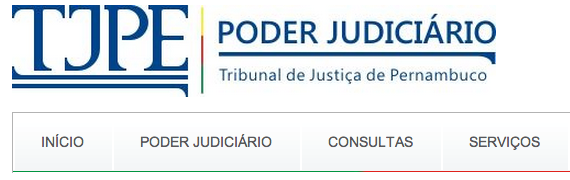 TJPE
PODER JUDICIÁRIO
Tribunal de Justiça de Pernambuco
INÍCIO PODER JUDICIÁRIO CONSULTAS SERVIÇOS